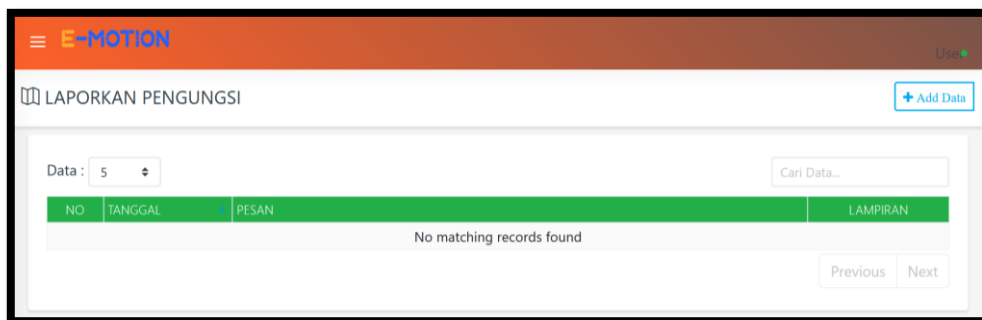 E-MOTION
User
LAPORKAN PENGUNGSI
+ Add Data
Data : 5
Cari Data...
NO TANGGAL PESAN LAMPIRAN
No matching records found
Previous Next